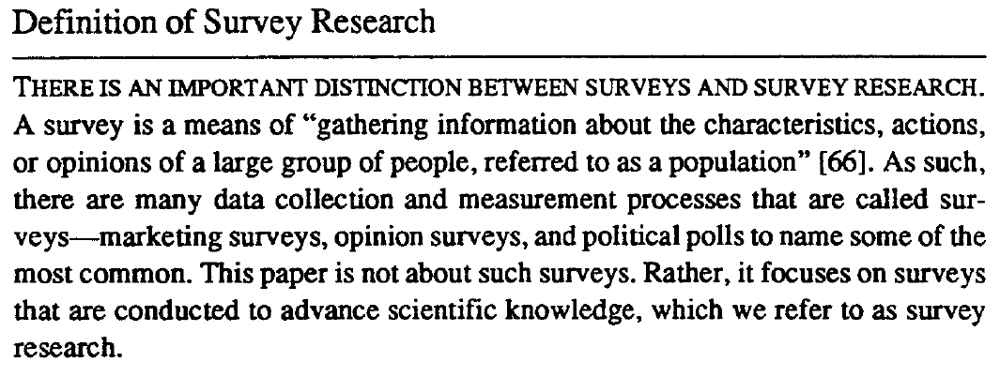 Definition of Survey Research
THERE IS AN IMPORTANT DISTINCTION BETWEEN SURVEYS AND SURVEY RESEARCH.
A survey is a means of “gathering information about the characteristics, actions,
or opinions of a large group of people, referred to as a population” [66]. As such,
there are many data collection and measurement processes that are called sur-
veys—marketing surveys, opinion surveys, and political polls to name some of the
most common. This paper is not about such surveys. Rather, it focuses on surveys
that are conducted to advance scientific knowledge, which we refer to as survey
research.